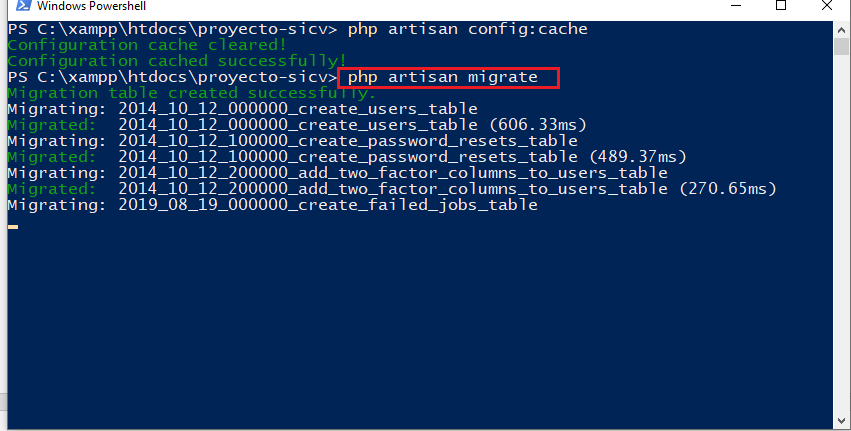 Windows Powershell
PS C:\xampp\htdocs\proyecto-sicv> php artisan config:cache
Configuration cache cleared!
Configuration cached successfully!
PS C:\xampp\htdocs\proyecto-sicv> php artisan migrate
Migration table created successfully.
Migrating: 2014_10_12_000000_create_users_table
Migrated:  2014_10_12_000000_create_users_table (606.33ms)
Migrating: 2014_10_12_100000_create_password_resets_table
Migrated:  2014_10_12_100000_create_password_resets_table (489.37ms)
Migrating: 2014_10_12_200000_add_two_factor_columns_to_users_table
Migrated:  2014_10_12_200000_add_two_factor_columns_to_users_table (270.65ms)
Migrating: 2019_08_19_000000_create_failed_jobs_table